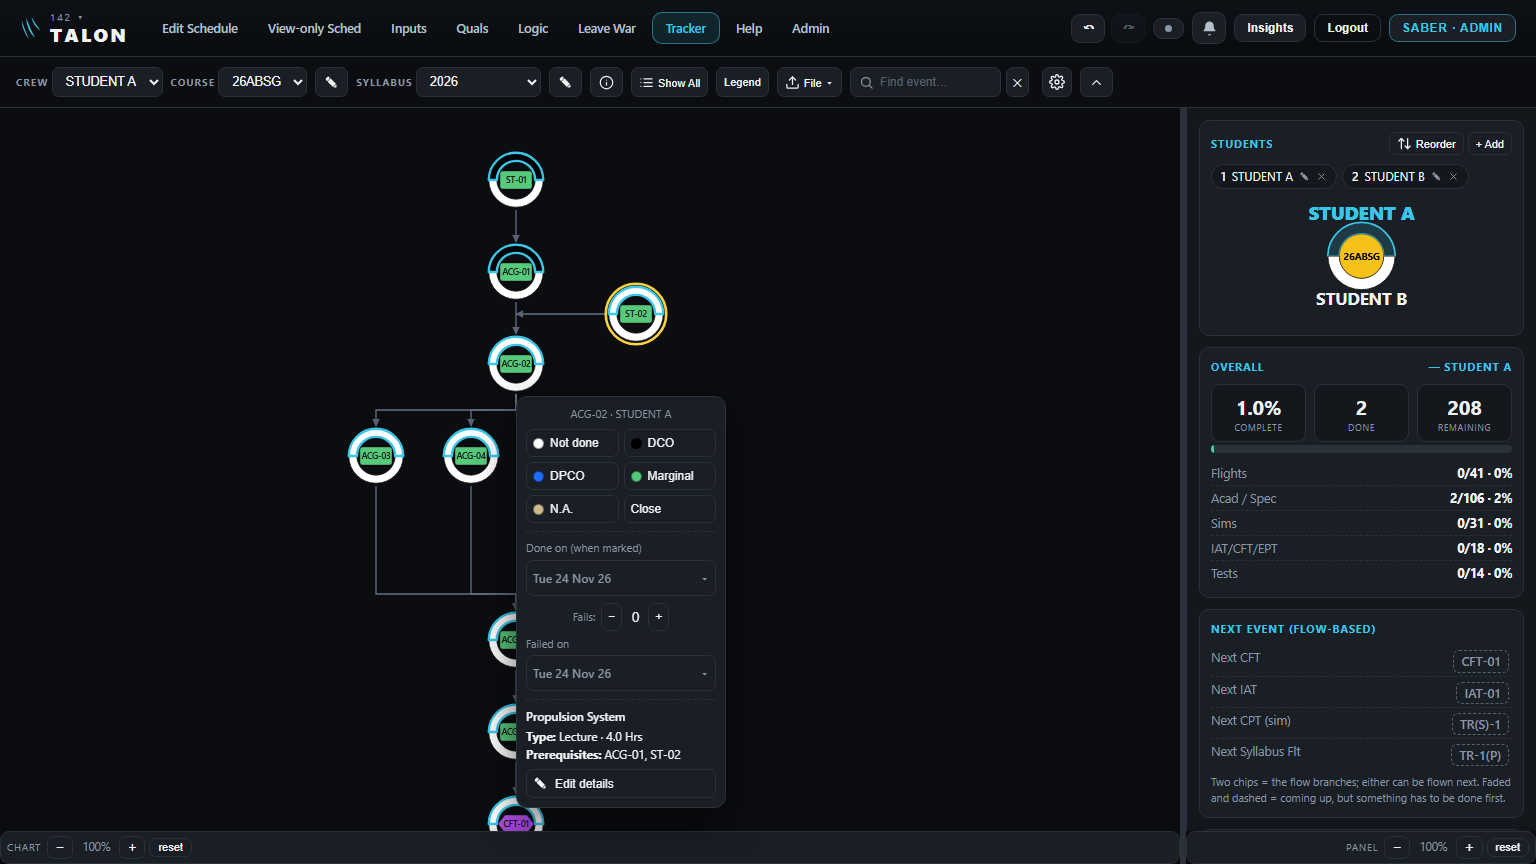 142
TALON
Edit Schedule
View-only Sched
Inputs
Quals
Logic
Leave War
Tracker
Help
Admin
Insights
Logout
SABER · ADMIN
CREW
STUDENT A
COURSE
26ABSG
SYLLABUS
2026
Show All
Legend
File
Find event...
ST-01
ACG-01
ST-02
ACG-02
ACG-03
ACG-04
CFT-01
ACG-02 · STUDENT A
Not done
DCO
DPCO
Marginal
N.A.
Close
Done on (when marked)
Tue 24 Nov 26
Fails:
− 0 +
Failed on
Tue 24 Nov 26
Propulsion System
Type: Lecture · 4.0 Hrs
Prerequisites: ACG-01, ST-02
Edit details
CHART − 100% + reset
STUDENTS
Reorder
+ Add
1 STUDENT A
2 STUDENT B
STUDENT A
26ABSG
STUDENT B
OVERALL
— STUDENT A
1.0%
COMPLETE
2
DONE
208
REMAINING
Flights 0/41 · 0%
Acad / Spec 2/106 · 2%
Sims 0/31 · 0%
IAT/CFT/EPT 0/18 · 0%
Tests 0/14 · 0%
NEXT EVENT (FLOW-BASED)
Next CFT CFT-01
Next IAT IAT-01
Next CPT (sim) TR(S)-1
Next Syllabus Flt TR-1(P)
Two chips = the flow branches; either can be flown next. Faded
and dashed = coming up, but something has to be done first.
PANEL − 100% + reset